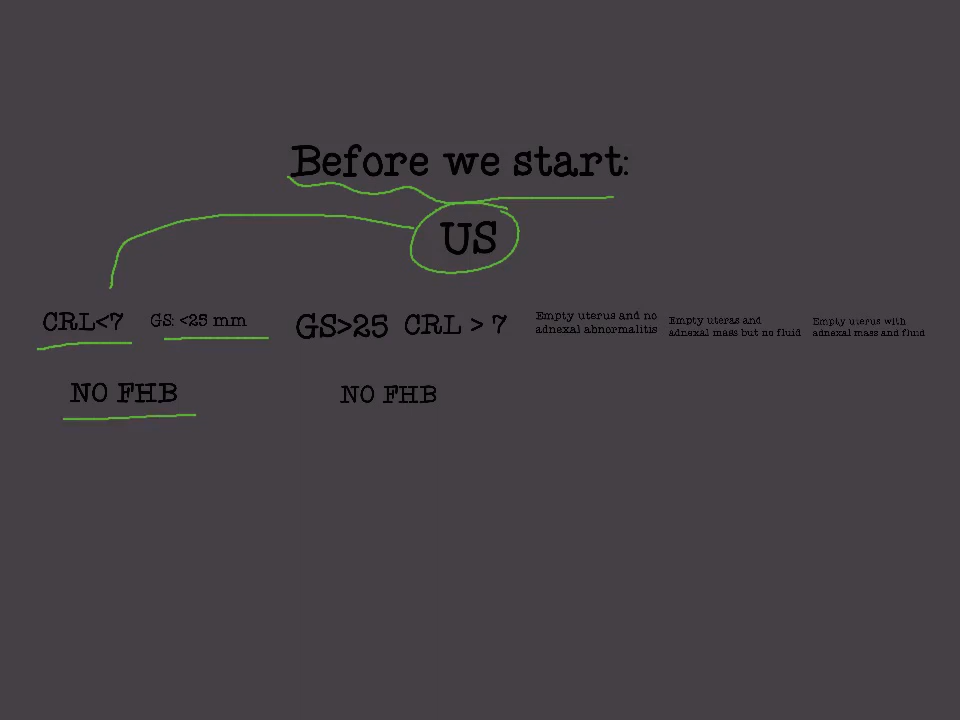 Before we start:
US
CRL<7 GS: <25 mm GS>25 CRL > 7
Empty uterus and no
adnexal abnormalitis
Empty uteras and
adnexal mass but no fluid
Empty uterus with
adnexal mass and fluid
NO FHB NO FHB